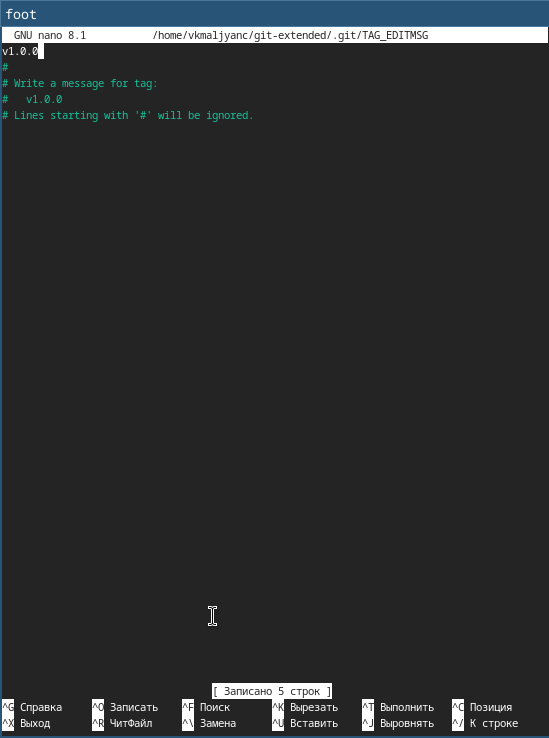 foot
GNU nano 8.1 /home/vkmaljyanc/git-extended/.git/TAG_EDITMSG
v1.0.0
#
# Write a message for tag:
#   v1.0.0
# Lines starting with '#' will be ignored.
[ Записано 5 строк ]
^G Справка ^O Записать ^F Поиск ^K Вырезать ^T Выполнить ^C Позиция
^X Выход ^R ЧитФайл ^\ Замена ^U Вставить ^J Выровнять ^/ К строке